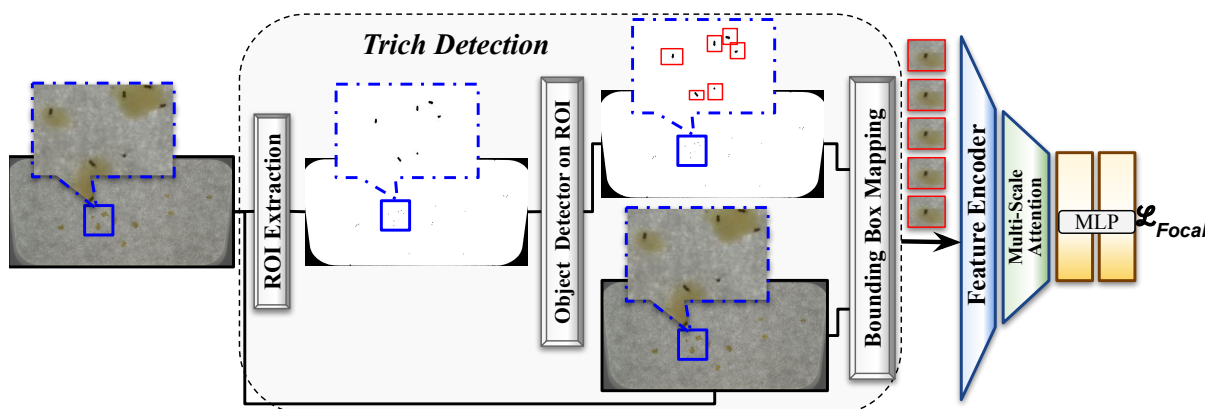 Trich Detection
ROI Extraction
Object Detector on ROI
Bounding Box Mapping
Feature Encoder
Multi-Scale
Attention
MLP
ℒFocal